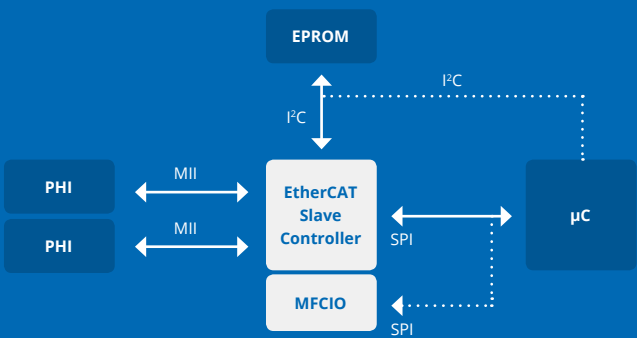 EPROM
I²C
I²C
MII
PHI
EtherCAT
Slave
Controller
µC
MII
PHI
SPI
MFCIO
SPI